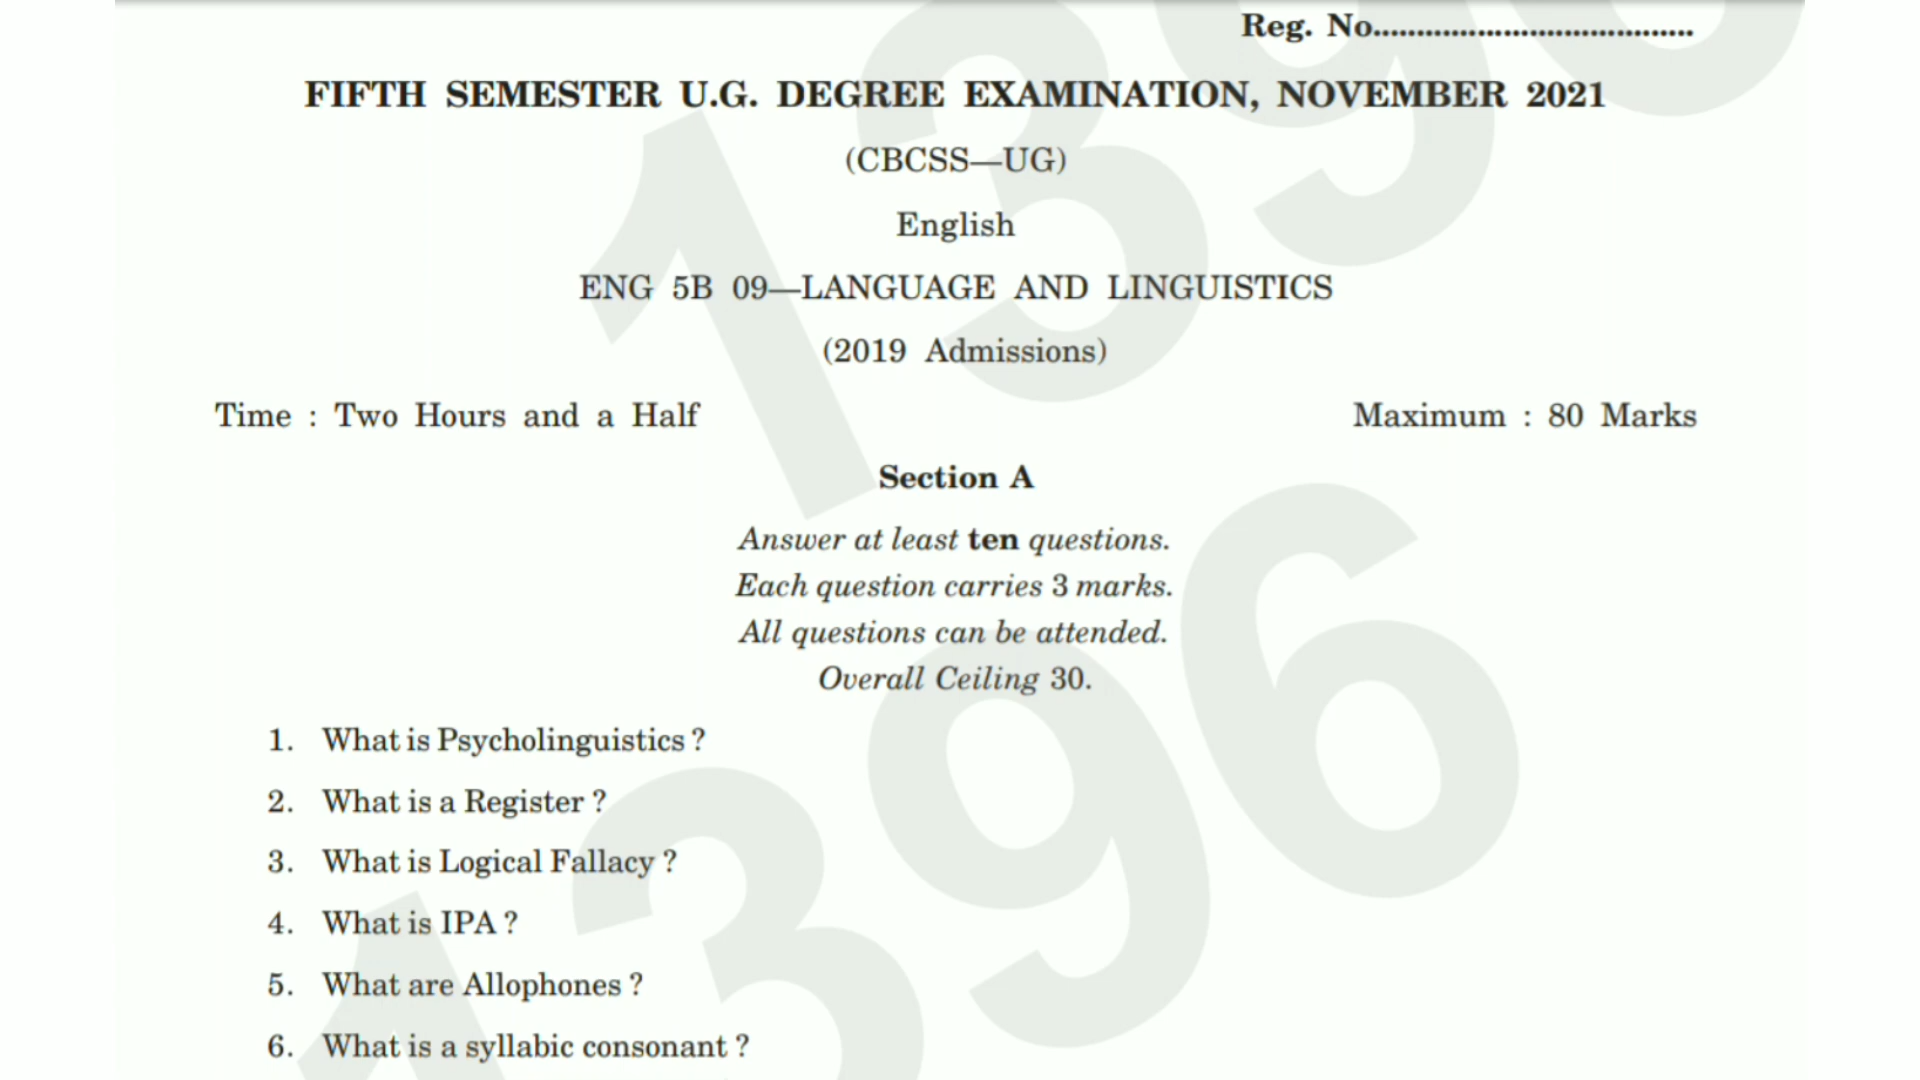 Reg. No.....................................
FIFTH SEMESTER U.G. DEGREE EXAMINATION, NOVEMBER 2021
(CBCSS—UG)
English
ENG 5B 09—LANGUAGE AND LINGUISTICS
(2019 Admissions)
Time : Two Hours and a Half Maximum : 80 Marks
Section A
Answer at least ten questions.
Each question carries 3 marks.
All questions can be attended.
Overall Ceiling 30.
1. What is Psycholinguistics ?
2. What is a Register ?
3. What is Logical Fallacy ?
4. What is IPA ?
5. What are Allophones ?
6. What is a syllabic consonant ?
1396
1396